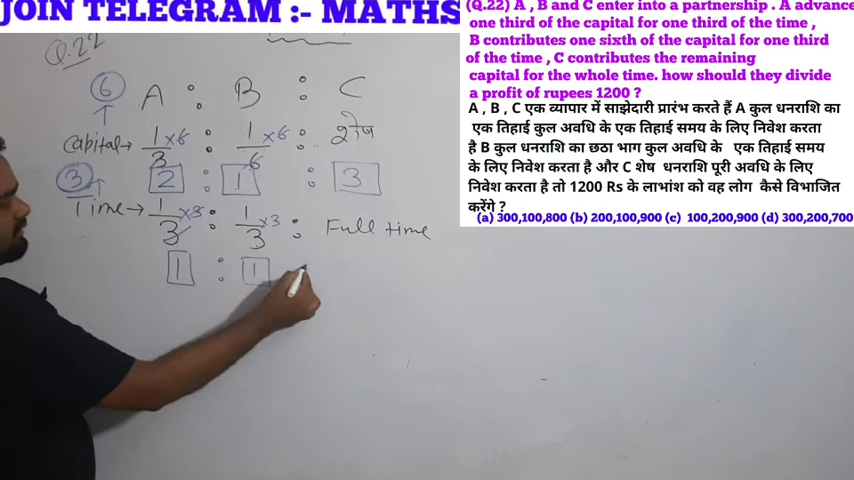 JOIN TELEGRAM :- MATHS
(Q.22) A , B and C enter into a partnership . A advance
one third of the capital for one third of the time ,
B contributes one sixth of the capital for one third
of the time , C contributes the remaining
capital for the whole time. how should they divide
a profit of rupees 1200 ?
A , B , C एक व्यापार में साझेदारी प्रारंभ करते हैं A कुल धनराशि का
एक तिहाई कुल अवधि के एक तिहाई समय के लिए निवेश करता
है B कुल धनराशि का छठा भाग कुल अवधि के एक तिहाई समय
के लिए निवेश करता है और C शेष धनराशि पूरी अवधि के लिए
निवेश करता है तो 1200 Rs के लाभांश को वह लोग कैसे विभाजित
करेंगे ?
(a) 300,100,800 (b) 200,100,900 (c) 100,200,900 (d) 300,200,700
Q.22
6 A : B : C
Capital→ 1/3 ×6 : 1/6 ×6 : शेष
2 : 1 : 3
3
Time→ 1/3 ×3 : 1/3 ×3 : Full time
1 : 1